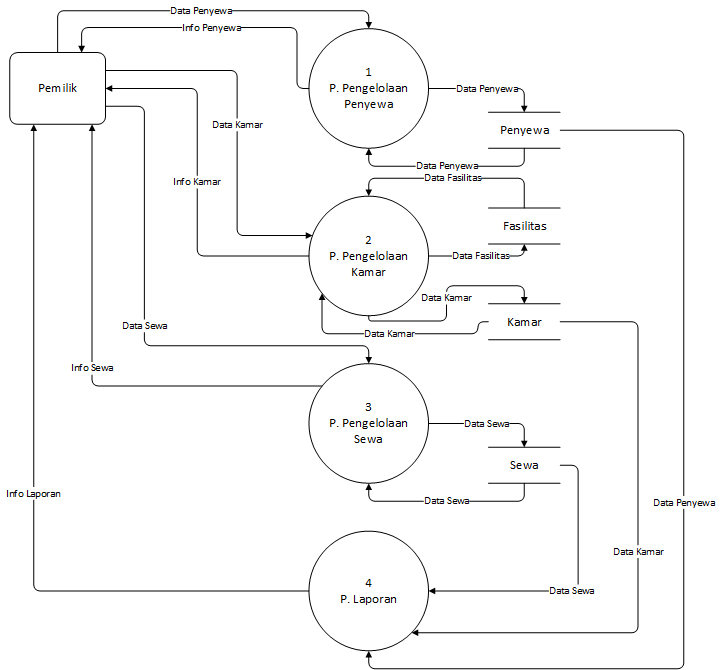 Data Penyewa
Info Penyewa
Pemilik
1
P. Pengelolaan
Penyewa
Data Penyewa
Data Kamar
Penyewa
Data Penyewa
Data Fasilitas
Info Kamar
Fasilitas
2
P. Pengelolaan
Kamar
Data Fasilitas
Data Kamar
Kamar
Data Kamar
Data Sewa
Info Sewa
3
P. Pengelolaan
Sewa
Data Sewa
Sewa
Info Laporan
Data Sewa
Data Penyewa
Data Kamar
4
P. Laporan
Data Sewa